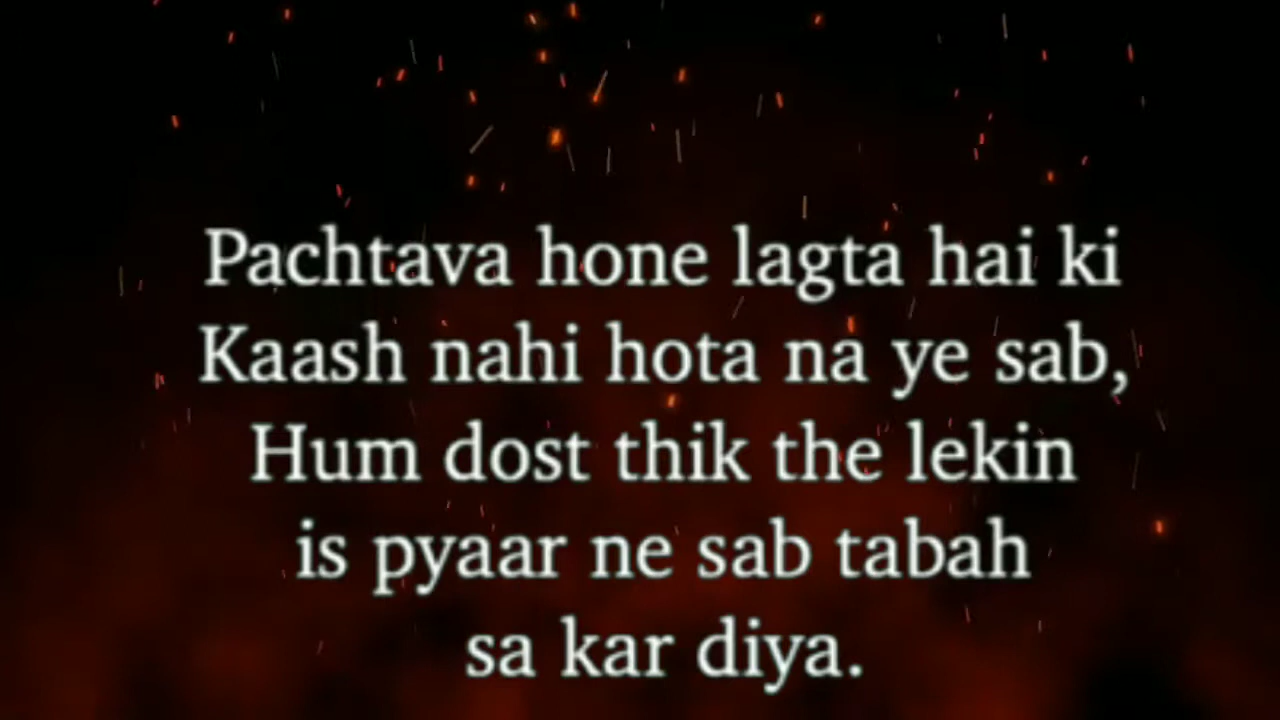 Pachtava hone lagta hai ki
Kaash nahi hota na ye sab,
Hum dost thik the lekin
is pyaar ne sab tabah
sa kar diya.